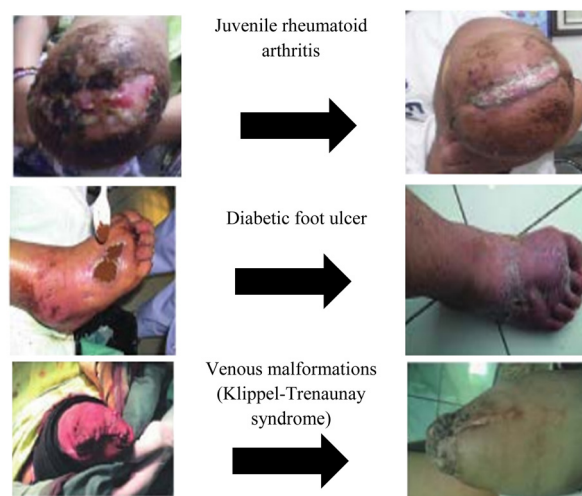 Juvenile rheumatoid
arthritis
Diabetic foot ulcer
Venous malformations
(Klippel-Trenaunay
syndrome)